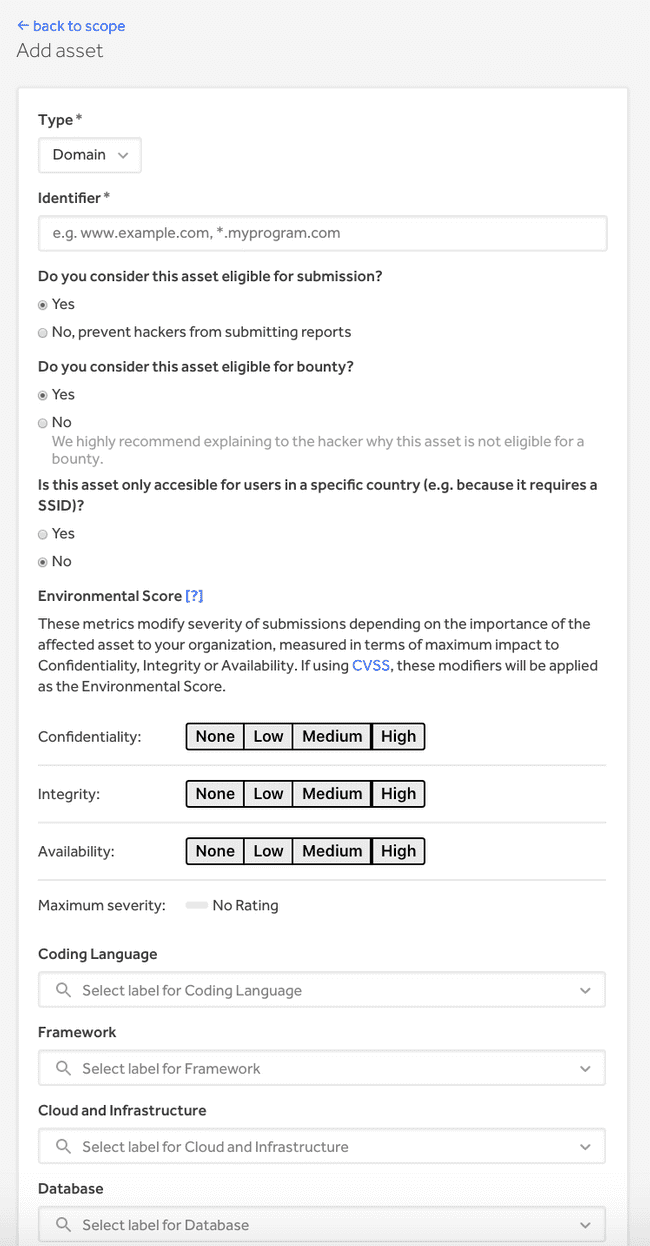 ← back to scope
Add asset
Type *
Domain
Identifier *
e.g. www.example.com, *.myprogram.com
Do you consider this asset eligible for submission?
Yes
No, prevent hackers from submitting reports
Do you consider this asset eligible for bounty?
Yes
No
We highly recommend explaining to the hacker why this asset is not eligible for a
bounty.
Is this asset only accesible for users in a specific country (e.g. because it requires a
SSID)?
Yes
No
Environmental Score [?]
These metrics modify severity of submissions depending on the importance of the
affected asset to your organization, measured in terms of maximum impact to
Confidentiality, Integrity or Availability. If using CVSS, these modifiers will be applied
as the Environmental Score.
Confidentiality: None Low Medium High
Integrity: None Low Medium High
Availability: None Low Medium High
Maximum severity: No Rating
Coding Language
Select label for Coding Language
Framework
Select label for Framework
Cloud and Infrastructure
Select label for Cloud and Infrastructure
Database
Select label for Database